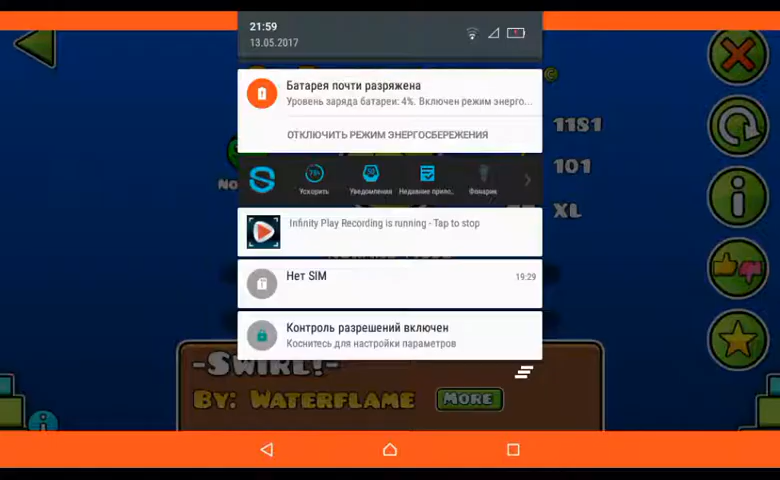 21:59
13.05.2017
Батарея почти разряжена
Уровень заряда батареи: 4%. Включен режим энерго...
ОТКЛЮЧИТЬ РЕЖИМ ЭНЕРГОСБЕРЕЖЕНИЯ
1181
Ускорить
Уведомления
Недавние прило..
Фонарик
101
No
XL
Infinity Play Recording is running - Tap to stop
Нет SIM
19:29
Контроль разрешений включен
Коснитесь для настройки параметров
-Swirl!-
By: Waterflame
More